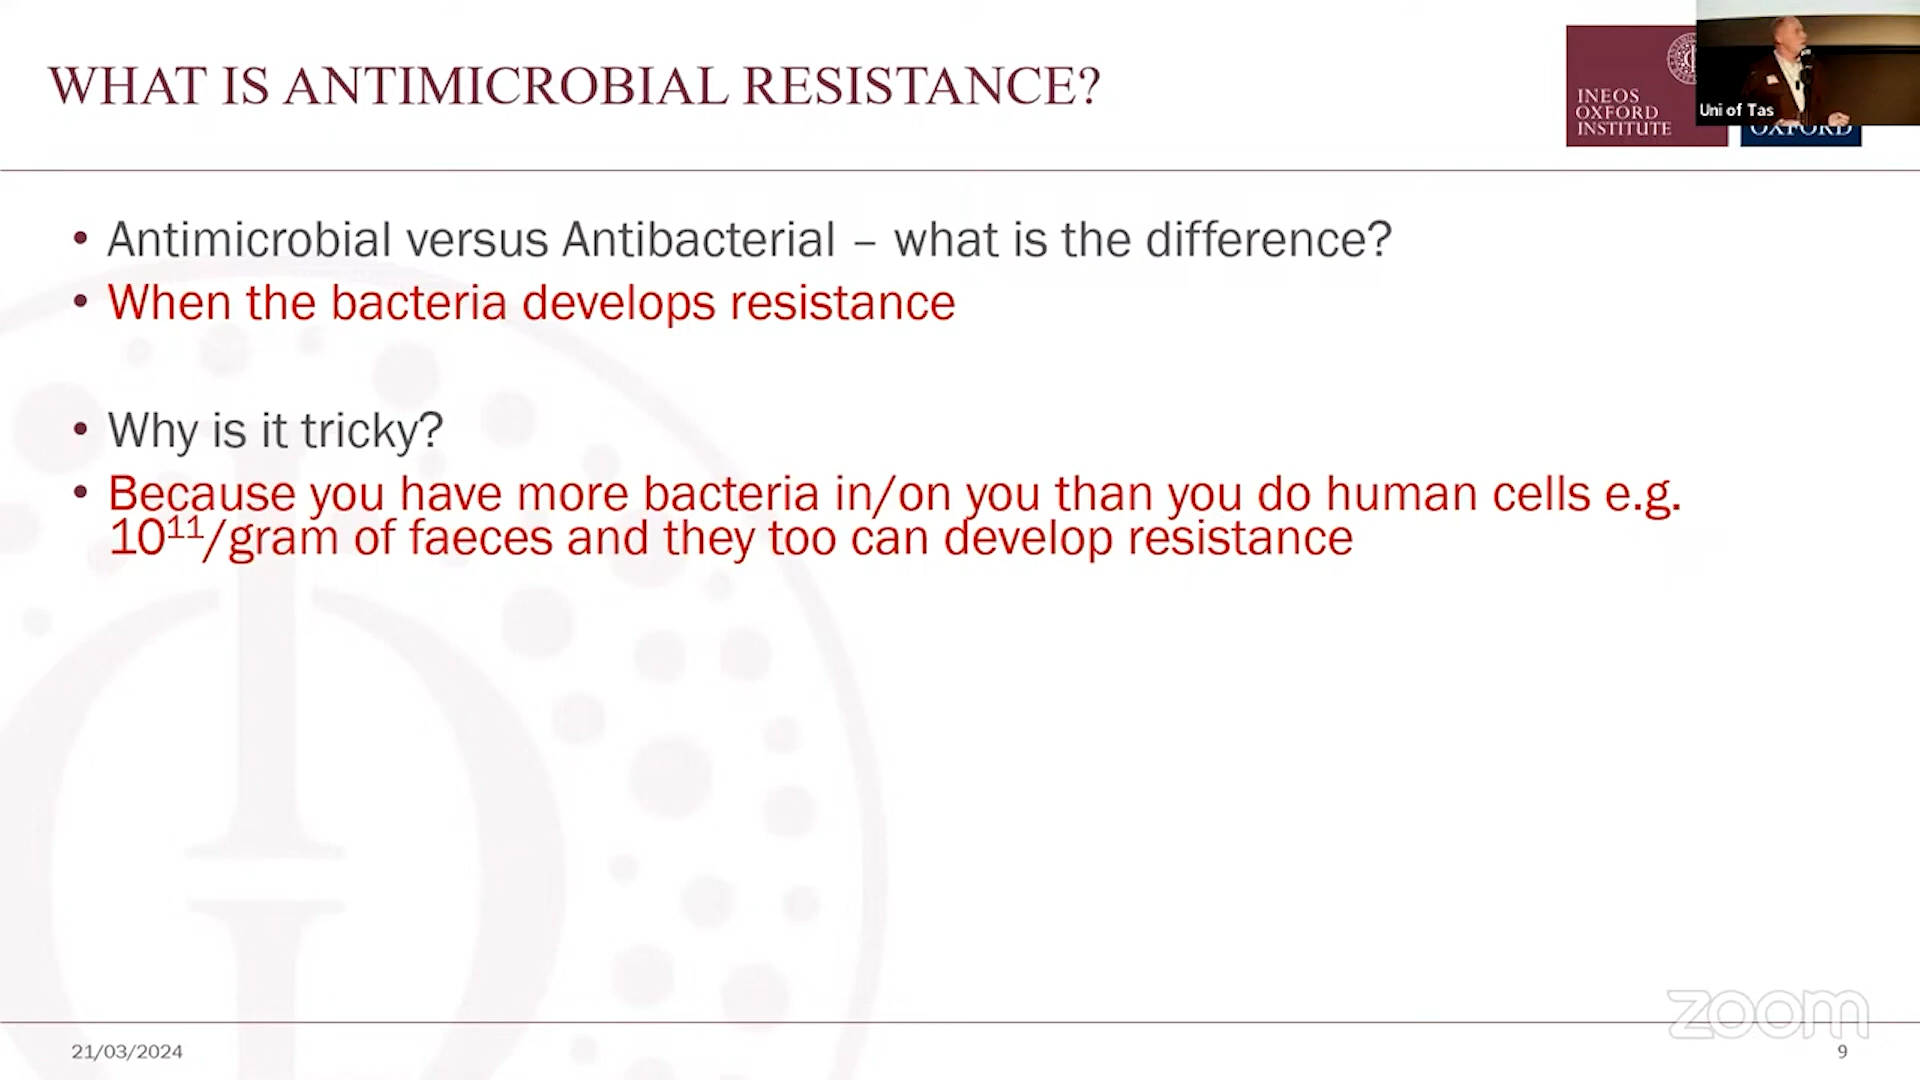 WHAT IS ANTIMICROBIAL RESISTANCE?
INEOS
OXFORD
INSTITUTE
OXFORD
Uni of Tas
• Antimicrobial versus Antibacterial – what is the difference?
• When the bacteria develops resistance
• Why is it tricky?
• Because you have more bacteria in/on you than you do human cells e.g.
10¹¹/gram of faeces and they too can develop resistance
zoom
21/03/2024
9